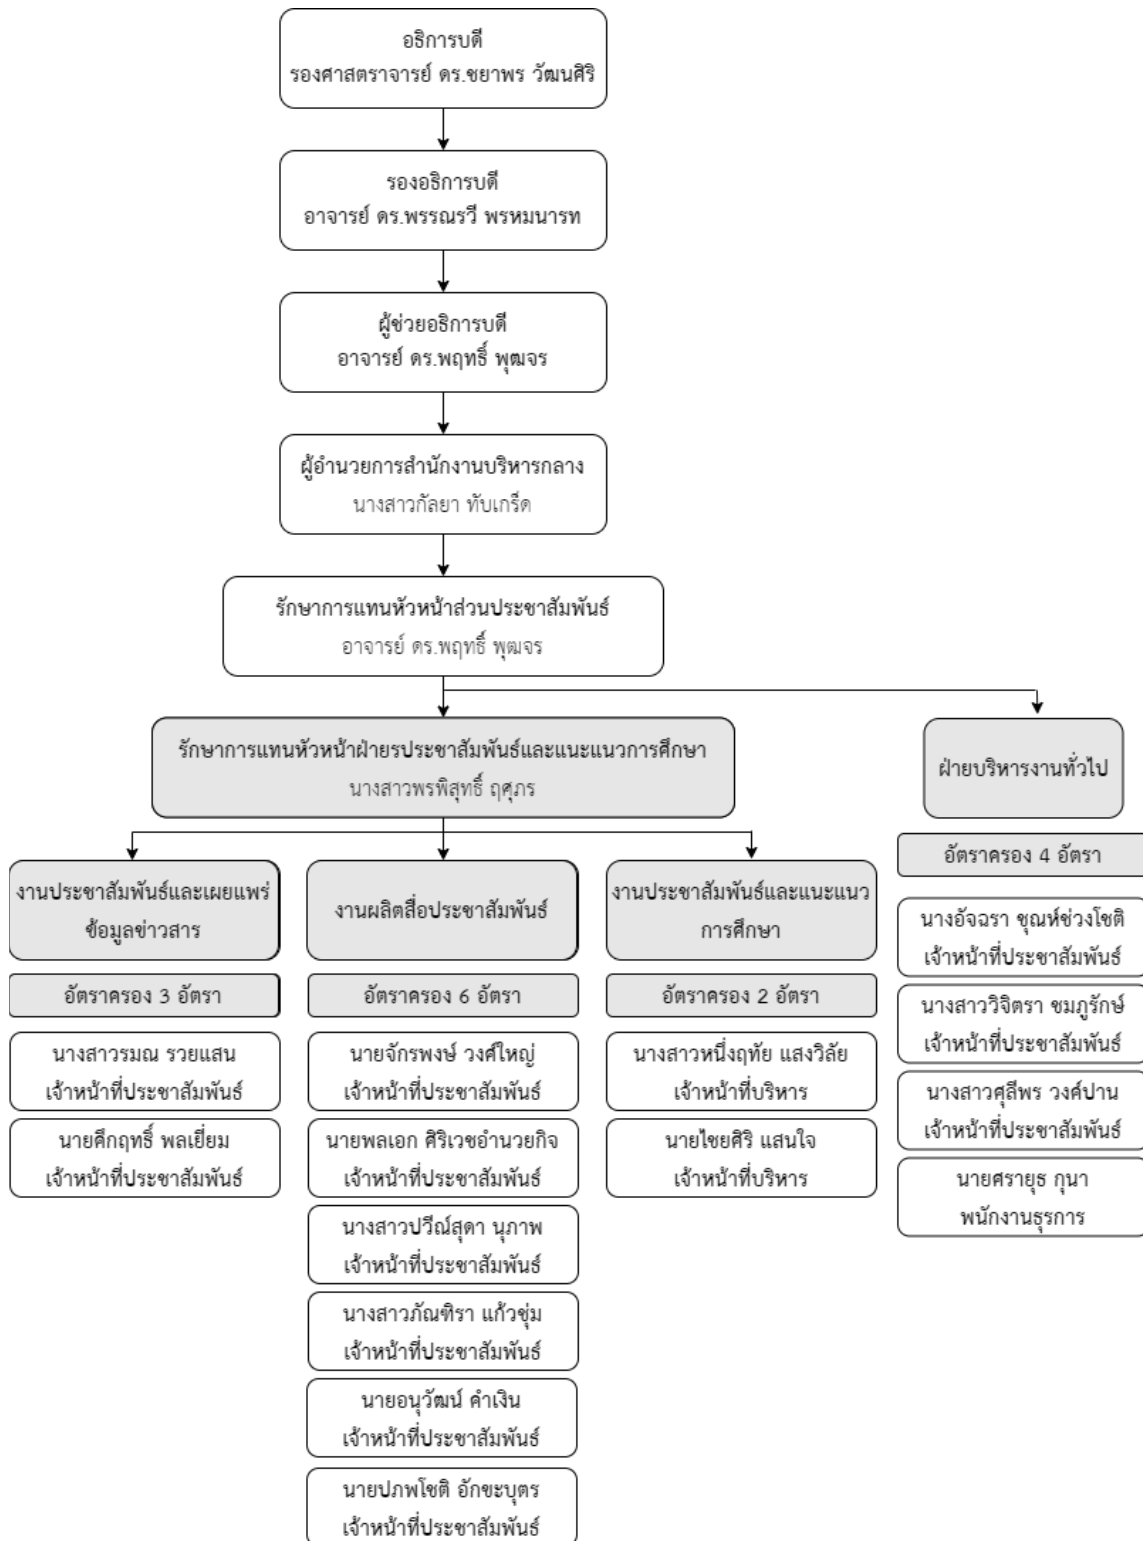 อธิการบดี
รองศาสตราจารย์ ดร.ชยาพร วัฒนศิริ
รองอธิการบดี
อาจารย์ ดร.พรรณรวี พรหมนารท
ผู้ช่วยอธิการบดี
อาจารย์ ดร.พฤทธิ์ พุฒจร
ผู้อำนวยการสำนักงานบริหารกลาง
นางสาวกัลยา ทับเกร็ด
รักษาการแทนหัวหน้าส่วนประชาสัมพันธ์
อาจารย์ ดร.พฤทธิ์ พุฒจร
รักษาการแทนหัวหน้าฝ่ายรประชาสัมพันธ์และแนะแนวการศึกษา
นางสาวพรพิสุทธิ์ ฤศุภร
งานประชาสัมพันธ์และเผยแพร่
ข้อมูลข่าวสาร
อัตราครอง 3 อัตรา
นางสาวรมณ รวยแสน
เจ้าหน้าที่ประชาสัมพันธ์
นายคึกฤทธิ์ พลเยี่ยม
เจ้าหน้าที่ประชาสัมพันธ์
งานผลิตสื่อประชาสัมพันธ์
อัตราครอง 6 อัตรา
นายจักรพงษ์ วงศ์ใหญ่
เจ้าหน้าที่ประชาสัมพันธ์
นายพลเอก ศิริเวชอำนวยกิจ
เจ้าหน้าที่ประชาสัมพันธ์
นางสาวปวีณ์สุดา นุภาพ
เจ้าหน้าที่ประชาสัมพันธ์
นางสาวภัณฑิรา แก้วชุ่ม
เจ้าหน้าที่ประชาสัมพันธ์
นายอนุวัฒน์ คำเงิน
เจ้าหน้าที่ประชาสัมพันธ์
นายปภพโชติ อักขะบุตร
เจ้าหน้าที่ประชาสัมพันธ์
งานประชาสัมพันธ์และแนะแนว
การศึกษา
อัตราครอง 2 อัตรา
นางสาวหนึ่งฤทัย แสงวิลัย
เจ้าหน้าที่บริหาร
นายไชยศิริ แสนใจ
เจ้าหน้าที่บริหาร
ฝ่ายบริหารงานทั่วไป
อัตราครอง 4 อัตรา
นางอัจฉรา ชุณห์ช่วงโชติ
เจ้าหน้าที่ประชาสัมพันธ์
นางสาววิจิตรา ชมภูรักษ์
เจ้าหน้าที่ประชาสัมพันธ์
นางสาวศุลีพร วงค์ปาน
เจ้าหน้าที่ประชาสัมพันธ์
นายศรายุธ กุนา
พนักงานธุรการ